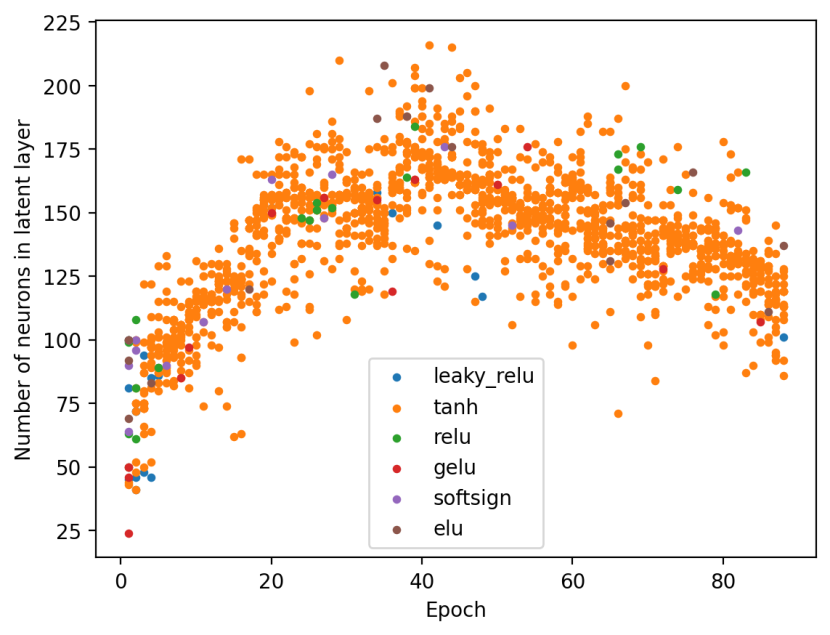 225
200
175
150
125
100
75
50
25
Number of neurons in latent layer
leaky_relu
tanh
relu
gelu
softsign
elu
0 20 40 60 80
Epoch